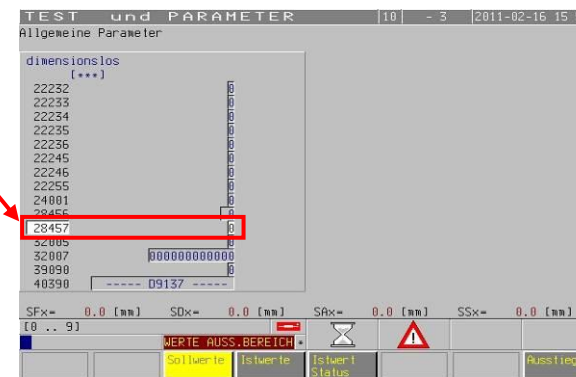 TEST und PARAMETER |10| - 3 |2011-02-16 15
Allgemeine Parameter
dimensionslos
[***]
22232 0
22233 0
22234 0
22235 0
22236 0
22245 0
22246 0
22255 0
24001 0
28456 0
28457 0
32005 0
32007 000000000000
39090 0
40390 ----- D9137 -----
SFx= 0.0 [mm] SDx= 0.0 [mm] SAx= 0.0 [mm] SSx= 0.0 [mm]
[0 .. 9]
WERTE AUSS.BEREICH
Sollwerte Istwerte Istwert Ausstieg
Status